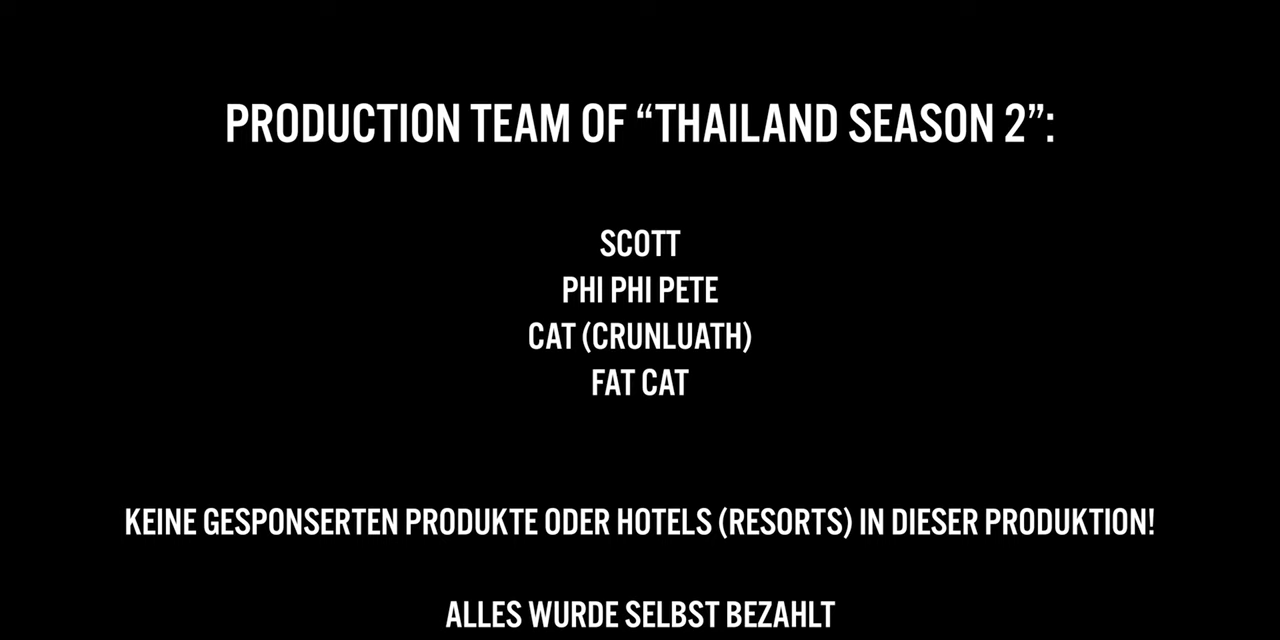 PRODUCTION TEAM OF “THAILAND SEASON 2”:
SCOTT
PHI PHI PETE
CAT (CRUNLUATH)
FAT CAT
KEINE GESPONSERTEN PRODUKTE ODER HOTELS (RESORTS) IN DIESER PRODUKTION!
ALLES WURDE SELBST BEZAHLT